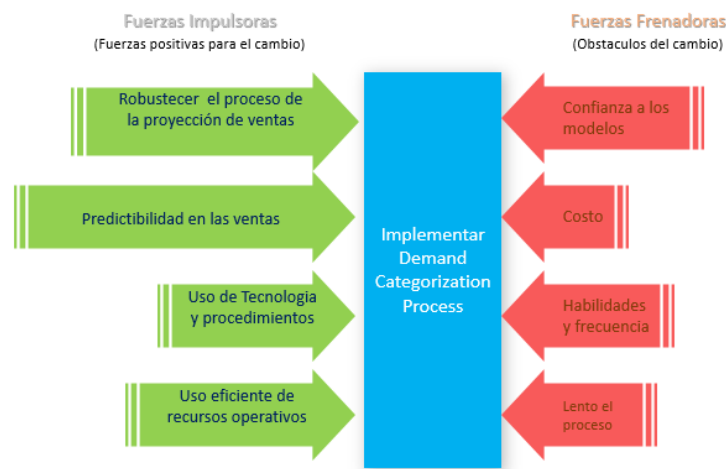 Fuerzas Impulsoras
(Fuerzas positivas para el cambio)
Robustecer el proceso de
la proyección de ventas
Predictibilidad en las ventas
Uso de Tecnologia
y procedimientos
Uso eficiente de
recursos operativos
Implementar
Demand
Categorization
Process
Fuerzas Frenadoras
(Obstaculos del cambio)
Confianza a los
modelos
Costo
Habilidades
y frecuencia
Lento el
proceso